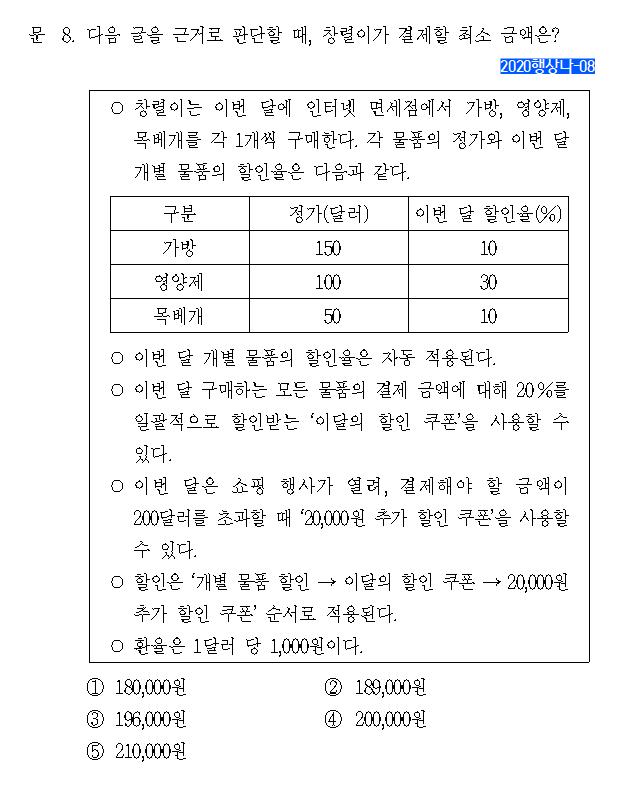 문 8. 다음 글을 근거로 판단할 때, 창렬이가 결제할 최소 금액은?
2020행상나-08
○ 창렬이는 이번 달에 인터넷 면세점에서 가방, 영양제,
목베개를 각 1개씩 구매한다. 각 물품의 정가와 이번 달
개별 물품의 할인율은 다음과 같다.
구분 정가(달러) 이번 달 할인율(%)
가방 150 10
영양제 100 30
목베개 50 10
○ 이번 달 개별 물품의 할인율은 자동 적용된다.
○ 이번 달 구매하는 모든 물품의 결제 금액에 대해 20%를
일괄적으로 할인받는 ‘이달의 할인 쿠폰’을 사용할 수
있다.
○ 이번 달은 쇼핑 행사가 열려, 결제해야 할 금액이
200달러를 초과할 때 ‘20,000원 추가 할인 쿠폰’을 사용할
수 있다.
○ 할인은 ‘개별 물품 할인 → 이달의 할인 쿠폰 → 20,000원
추가 할인 쿠폰’ 순서로 적용된다.
○ 환율은 1달러 당 1,000원이다.
① 180,000원 ② 189,000원
③ 196,000원 ④ 200,000원
⑤ 210,000원